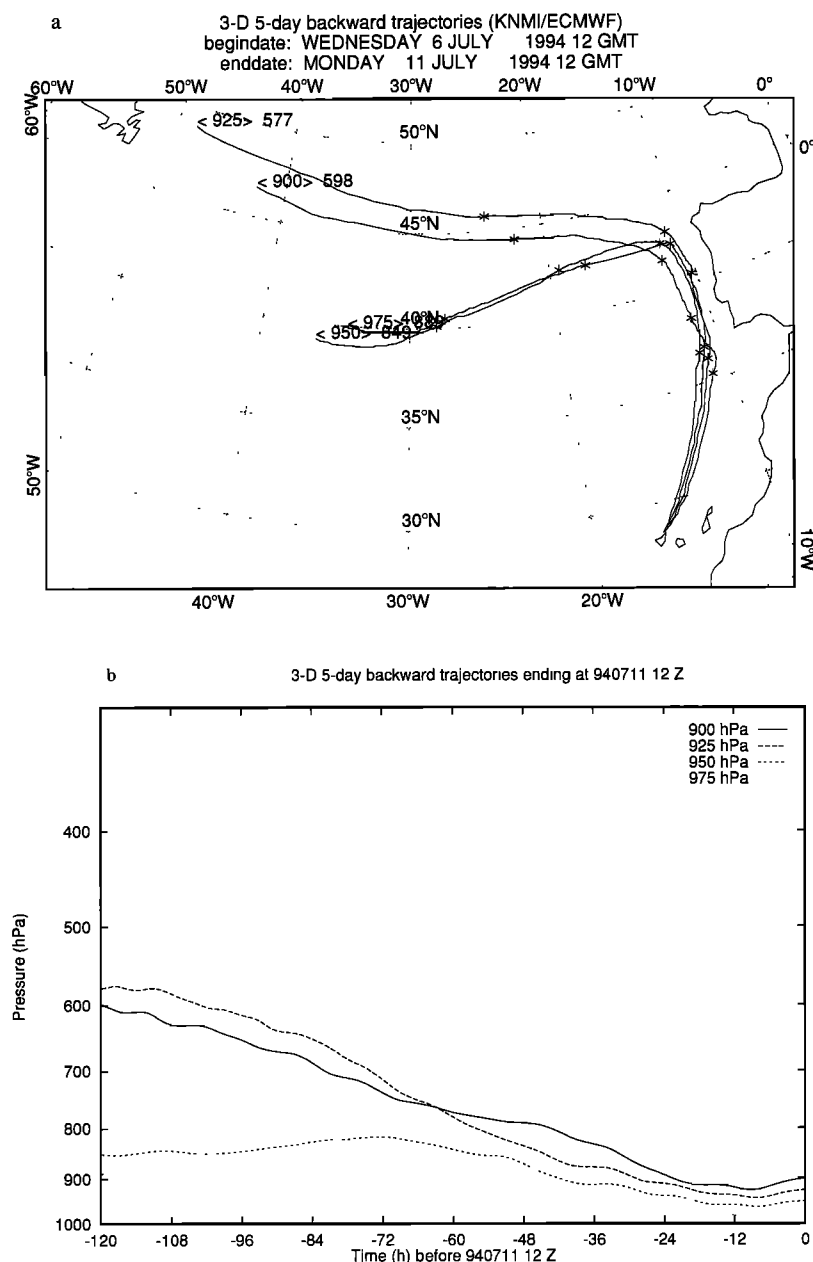 a
3-D 5-day backward trajectories (KNMI/ECMWF)
begindate: WEDNESDAY 6 JULY 1994 12 GMT
enddate: MONDAY 11 JULY 1994 12 GMT
60°W 50°W 40°W 30°W 20°W 10°W 0°
60°W
< 925> 577
50°N
0°
< 900> 598
45°N
40°N
< 975>
< 950> 849
35°N
50°W
30°N
10°W
40°W 30°W 20°W
b
3-D 5-day backward trajectories ending at 940711 12 Z
900 hPa
925 hPa
950 hPa
975 hPa
400
500
600
700
800
900
1000
Pressure (hPa)
-120 -108 -96 -84 -72 -60 -48 -36 -24 -12 0
Time (h) before 940711 12 Z